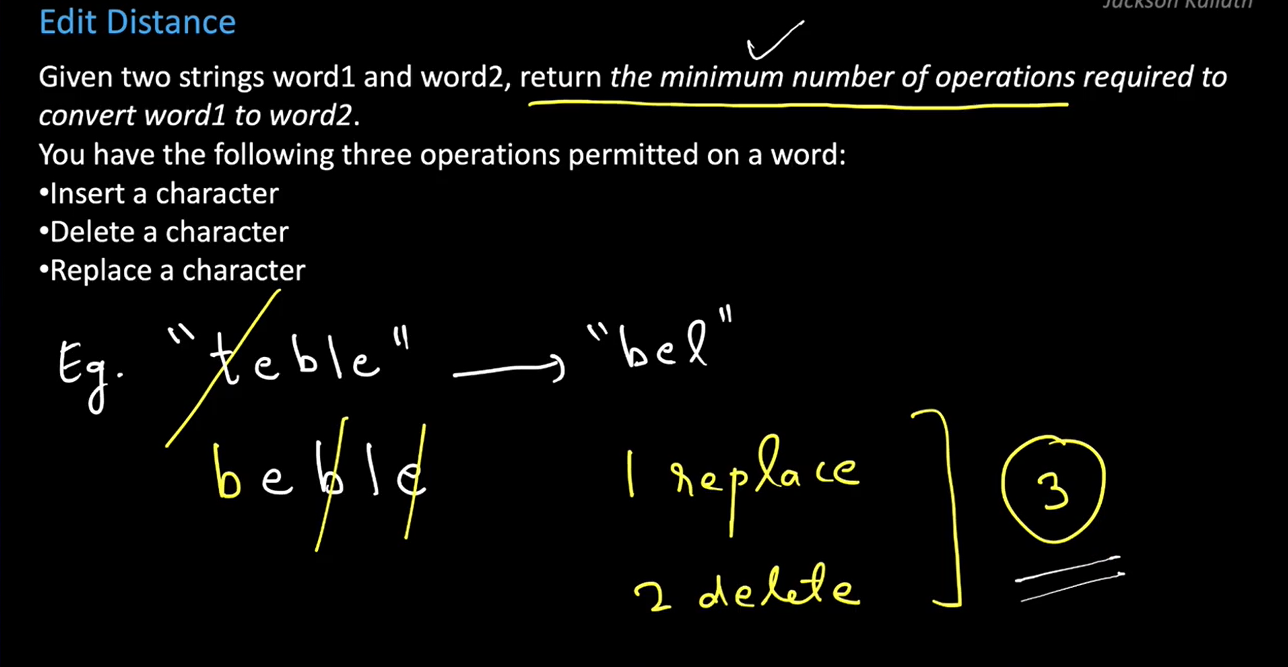 Jackson Kailath
Edit Distance
Given two strings word1 and word2, return the minimum number of operations required to
convert word1 to word2.
You have the following three operations permitted on a word:
•Insert a character
•Delete a character
•Replace a character
Eg. "teble" → "bel"
beble 1 replace
3
2 delete